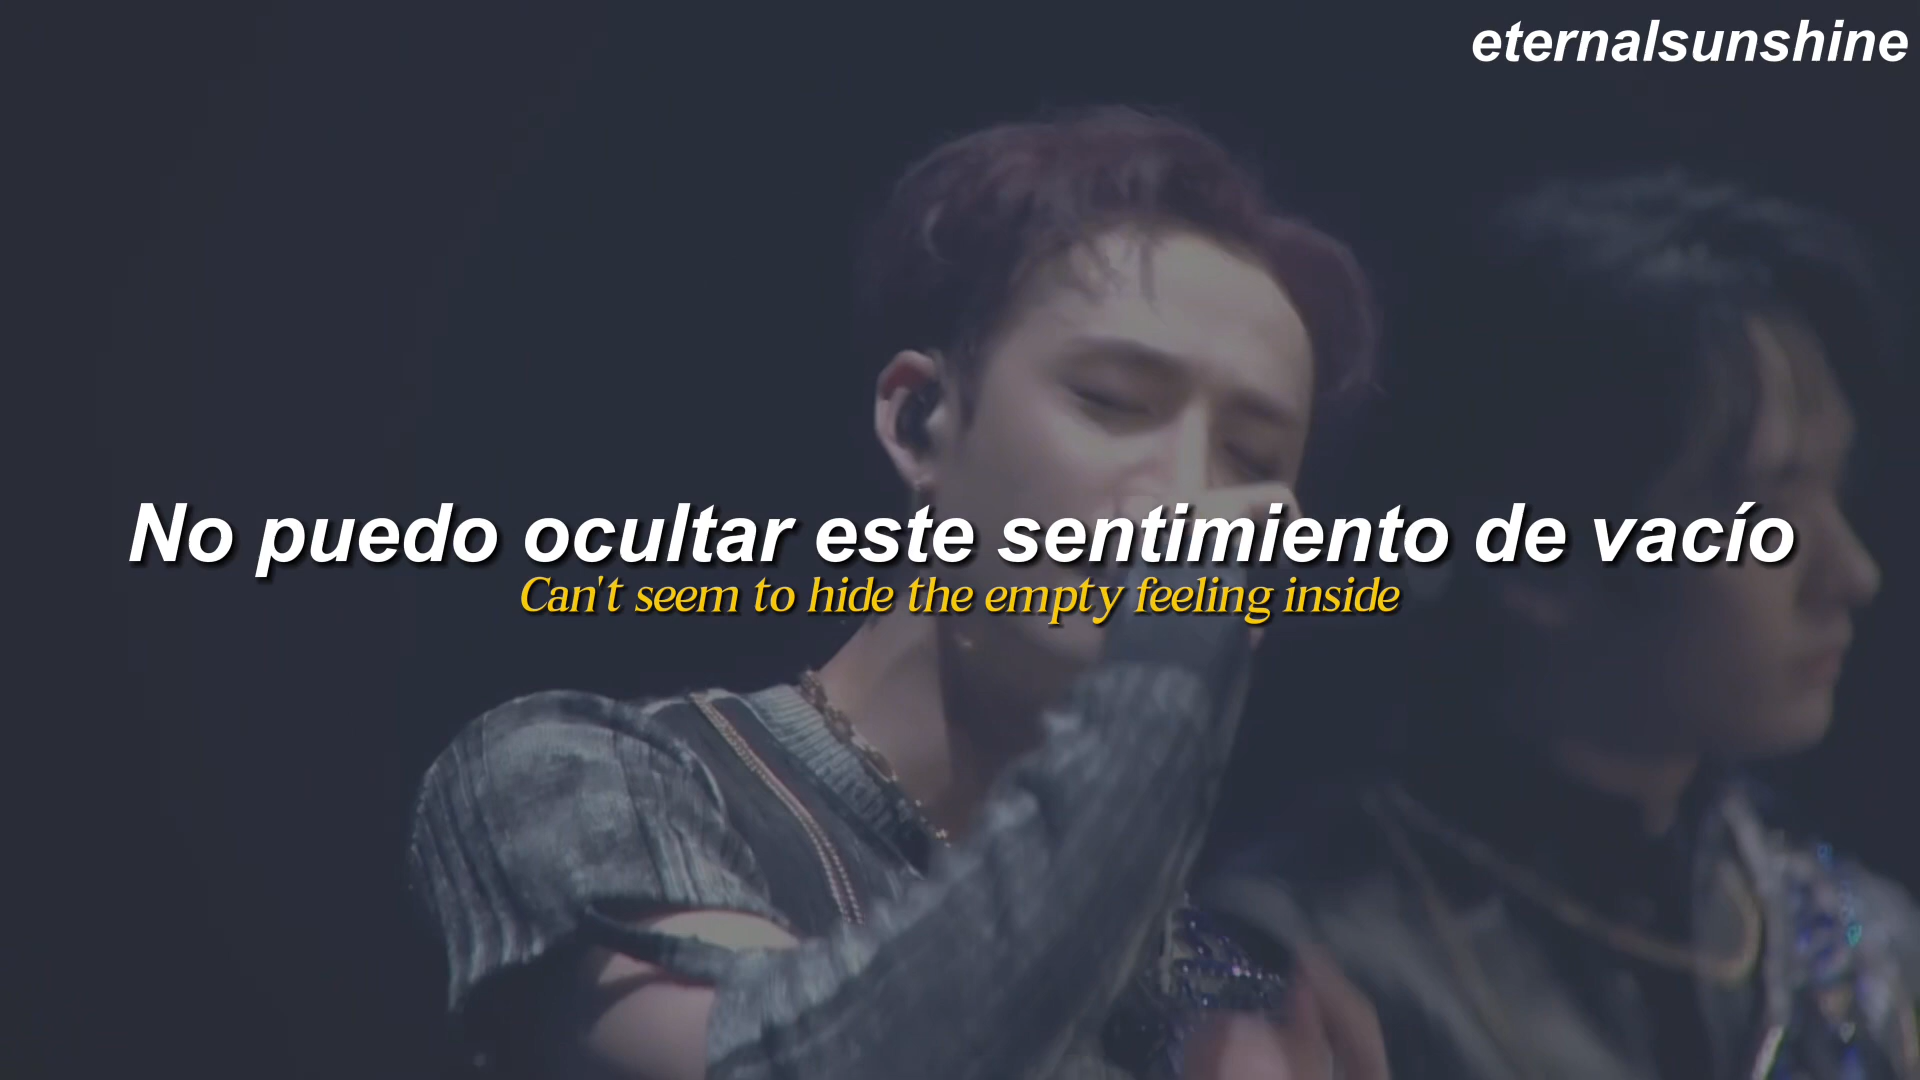 eternalsunshine
No puedo ocultar este sentimiento de vacío
Can't seem to hide the empty feeling inside